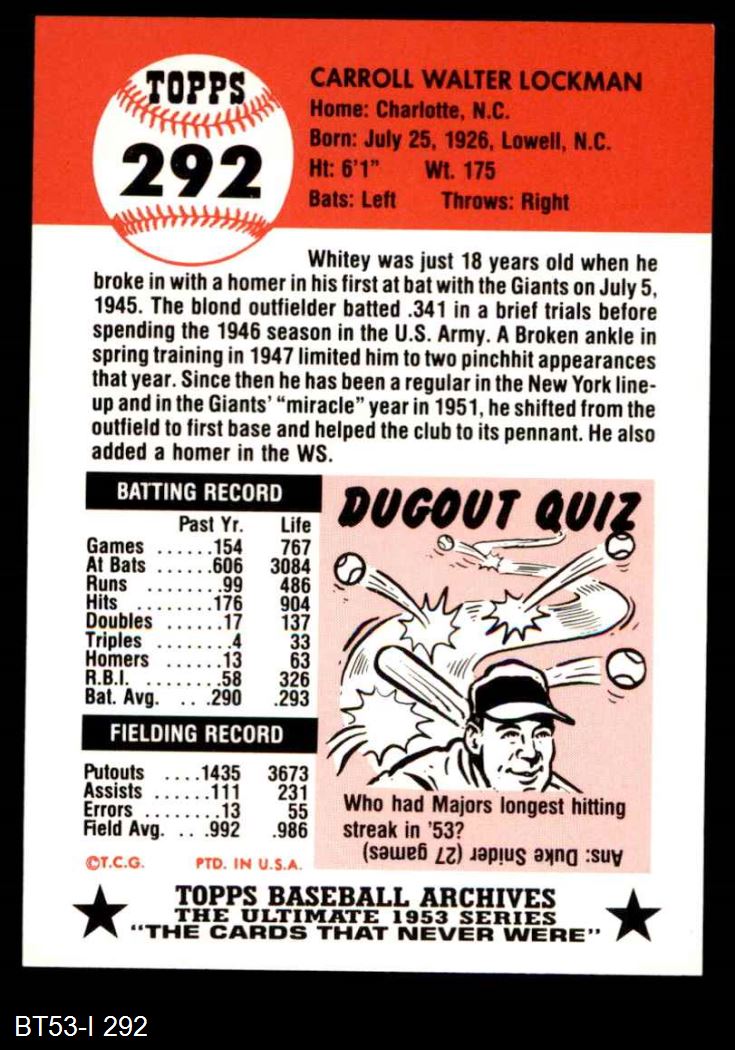 TOPPS
292
CARROLL WALTER LOCKMAN
Home: Charlotte, N.C.
Born: July 25, 1926, Lowell, N.C.
Ht: 6'1" Wt. 175
Bats: Left Throws: Right
Whitey was just 18 years old when he
broke in with a homer in his first at bat with the Giants on July 5,
1945. The blond outfielder batted .341 in a brief trials before
spending the 1946 season in the U.S. Army. A Broken ankle in
spring training in 1947 limited him to two pinchhit appearances
that year. Since then he has been a regular in the New York line-
up and in the Giants' "miracle" year in 1951, he shifted from the
outfield to first base and helped the club to its pennant. He also
added a homer in the WS.
BATTING RECORD
Past Yr. Life
Games ......154 767
At Bats ......606 3084
Runs ........99 486
Hits .........176 904
Doubles ......17 137
Triples .......4 33
Homers ......13 63
R.B.I. ........58 326
Bat. Avg. . . .290 .293
FIELDING RECORD
Putouts ....1435 3673
Assists ......111 231
Errors .........13 55
Field Avg. . . .992 .986
©T.C.G. PTD. IN U.S.A.
DUGOUT QUIZ
Who had Majors longest hitting
streak in '53?
Ans: Duke Snider (27 games)
TOPPS BASEBALL ARCHIVES
THE ULTIMATE 1953 SERIES
"THE CARDS THAT NEVER WERE"
BT53-I 292